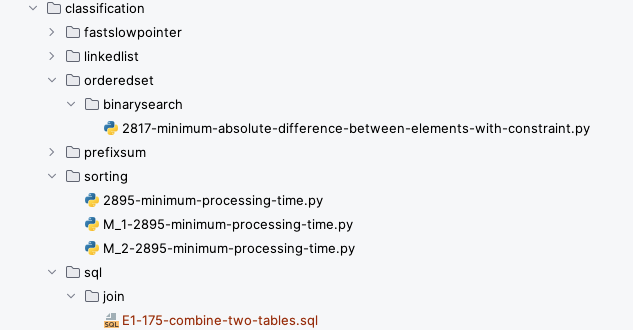 classification
fastslowpointer
linkedlist
orderedset
binarysearch
2817-minimum-absolute-difference-between-elements-with-constraint.py
prefixsum
sorting
2895-minimum-processing-time.py
M_1-2895-minimum-processing-time.py
M_2-2895-minimum-processing-time.py
sql
join
SQL E1-175-combine-two-tables.sql